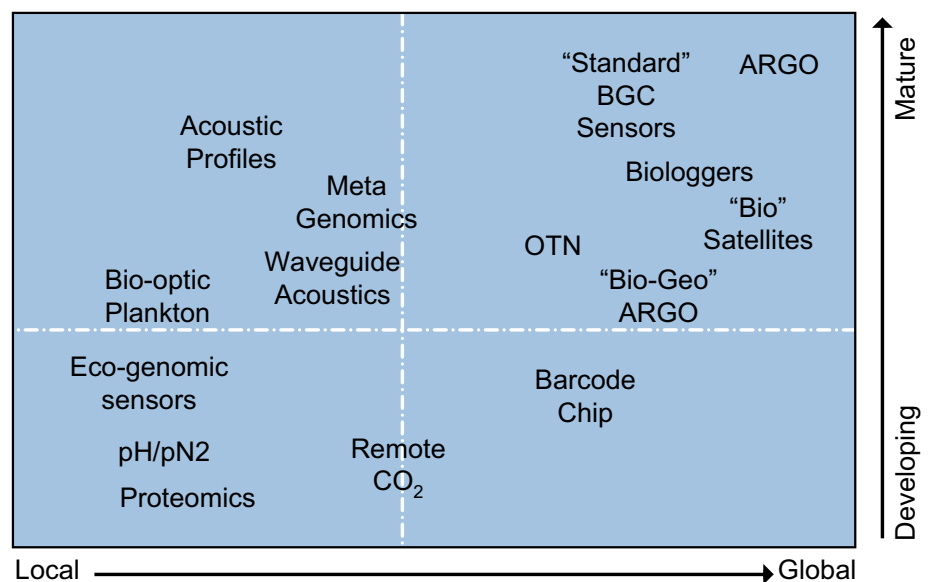 “Standard”
BGC
Sensors
ARGO
Acoustic
Profiles
Meta
Genomics
Biologgers
“Bio”
Satellites
OTN
Waveguide
Acoustics
Bio-optic
Plankton
“Bio-Geo”
ARGO
Eco-genomic
sensors
Barcode
Chip
pH/pN2
Remote
CO₂
Proteomics
Mature
Developing
Local
Global